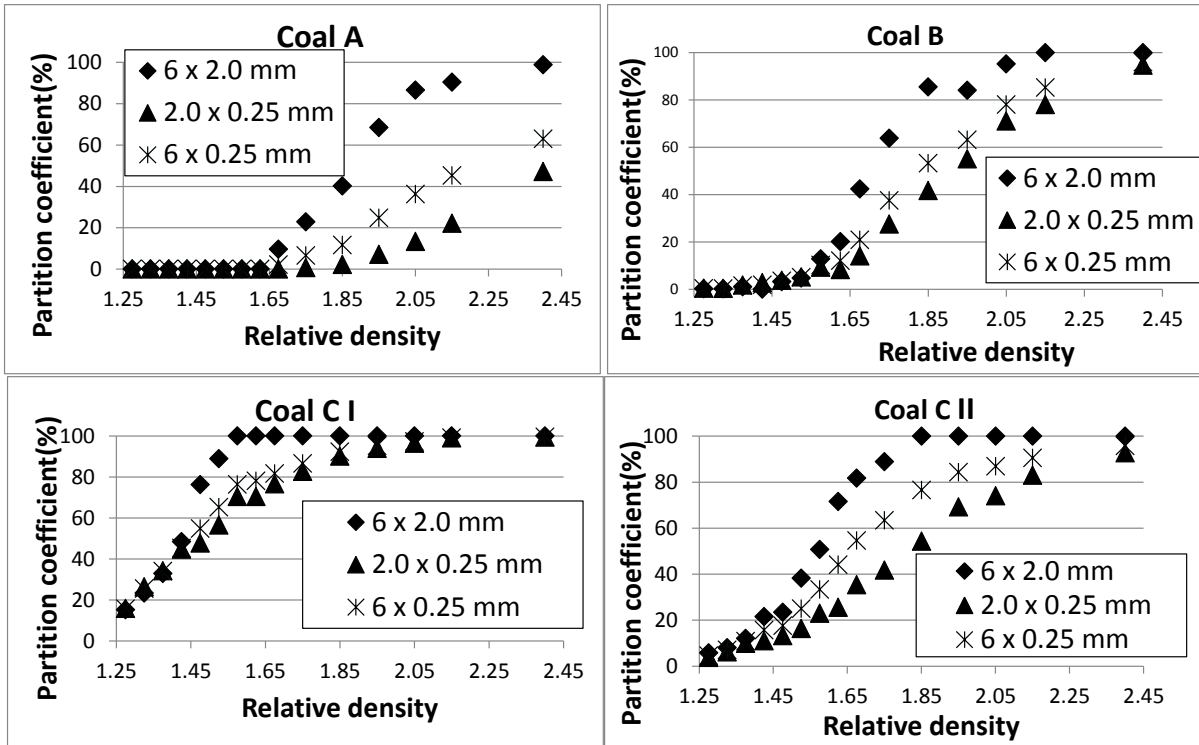 Coal A
Partition coefficient(%)
100
80
60
40
20
0
6 x 2.0 mm
2.0 x 0.25 mm
6 x 0.25 mm
1.25 1.45 1.65 1.85 2.05 2.25 2.45
Relative density
Coal B
Partition coefficient(%)
100
80
60
40
20
0
6 x 2.0 mm
2.0 x 0.25 mm
6 x 0.25 mm
1.25 1.45 1.65 1.85 2.05 2.25 2.45
Relative density
Coal C I
Partition coefficient(%)
100
80
60
40
20
0
6 x 2.0 mm
2.0 x 0.25 mm
6 x 0.25 mm
1.25 1.45 1.65 1.85 2.05 2.25 2.45
Relative density
Coal C II
Partition coefficient(%)
100
80
60
40
20
0
6 x 2.0 mm
2.0 x 0.25 mm
6 x 0.25 mm
1.25 1.45 1.65 1.85 2.05 2.25 2.45
Relative density